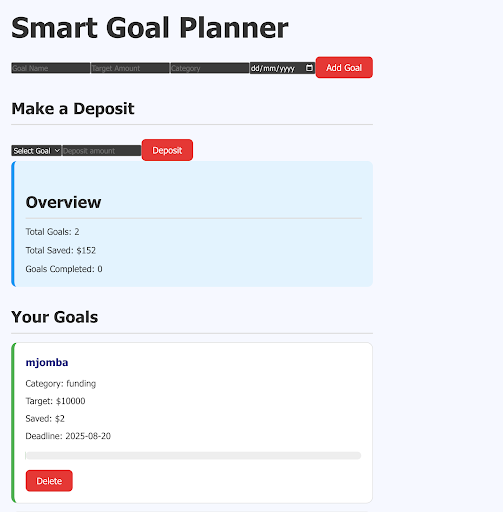 Smart Goal Planner
Goal Name Target Amount Category dd/mm/yyyy Add Goal
Make a Deposit
Select Goal Deposit amount Deposit
Overview
Total Goals: 2
Total Saved: $152
Goals Completed: 0
Your Goals
mjomba
Category: funding
Target: $10000
Saved: $2
Deadline: 2025-08-20
Delete